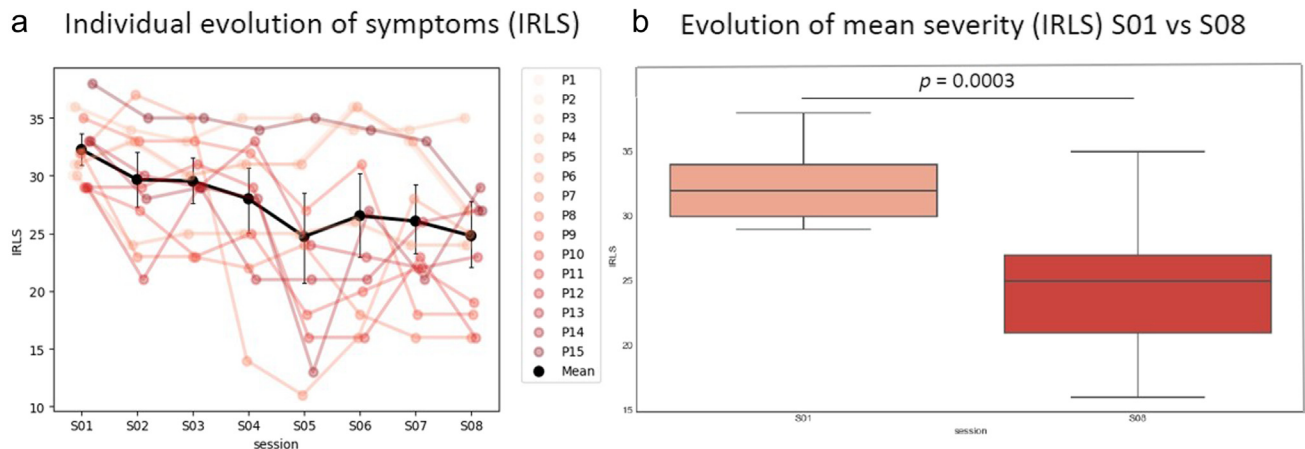 a Individual evolution of symptoms (IRLS)
35
30
25
20
15
10
IRLS
S01 S02 S03 S04 S05 S06 S07 S08
session
P1
P2
P3
P4
P5
P6
P7
P8
P9
P10
P11
P12
P13
P14
P15
Mean
b Evolution of mean severity (IRLS) S01 vs S08
p = 0.0003
35
30
25
20
15
IRLS
S01 S08
session